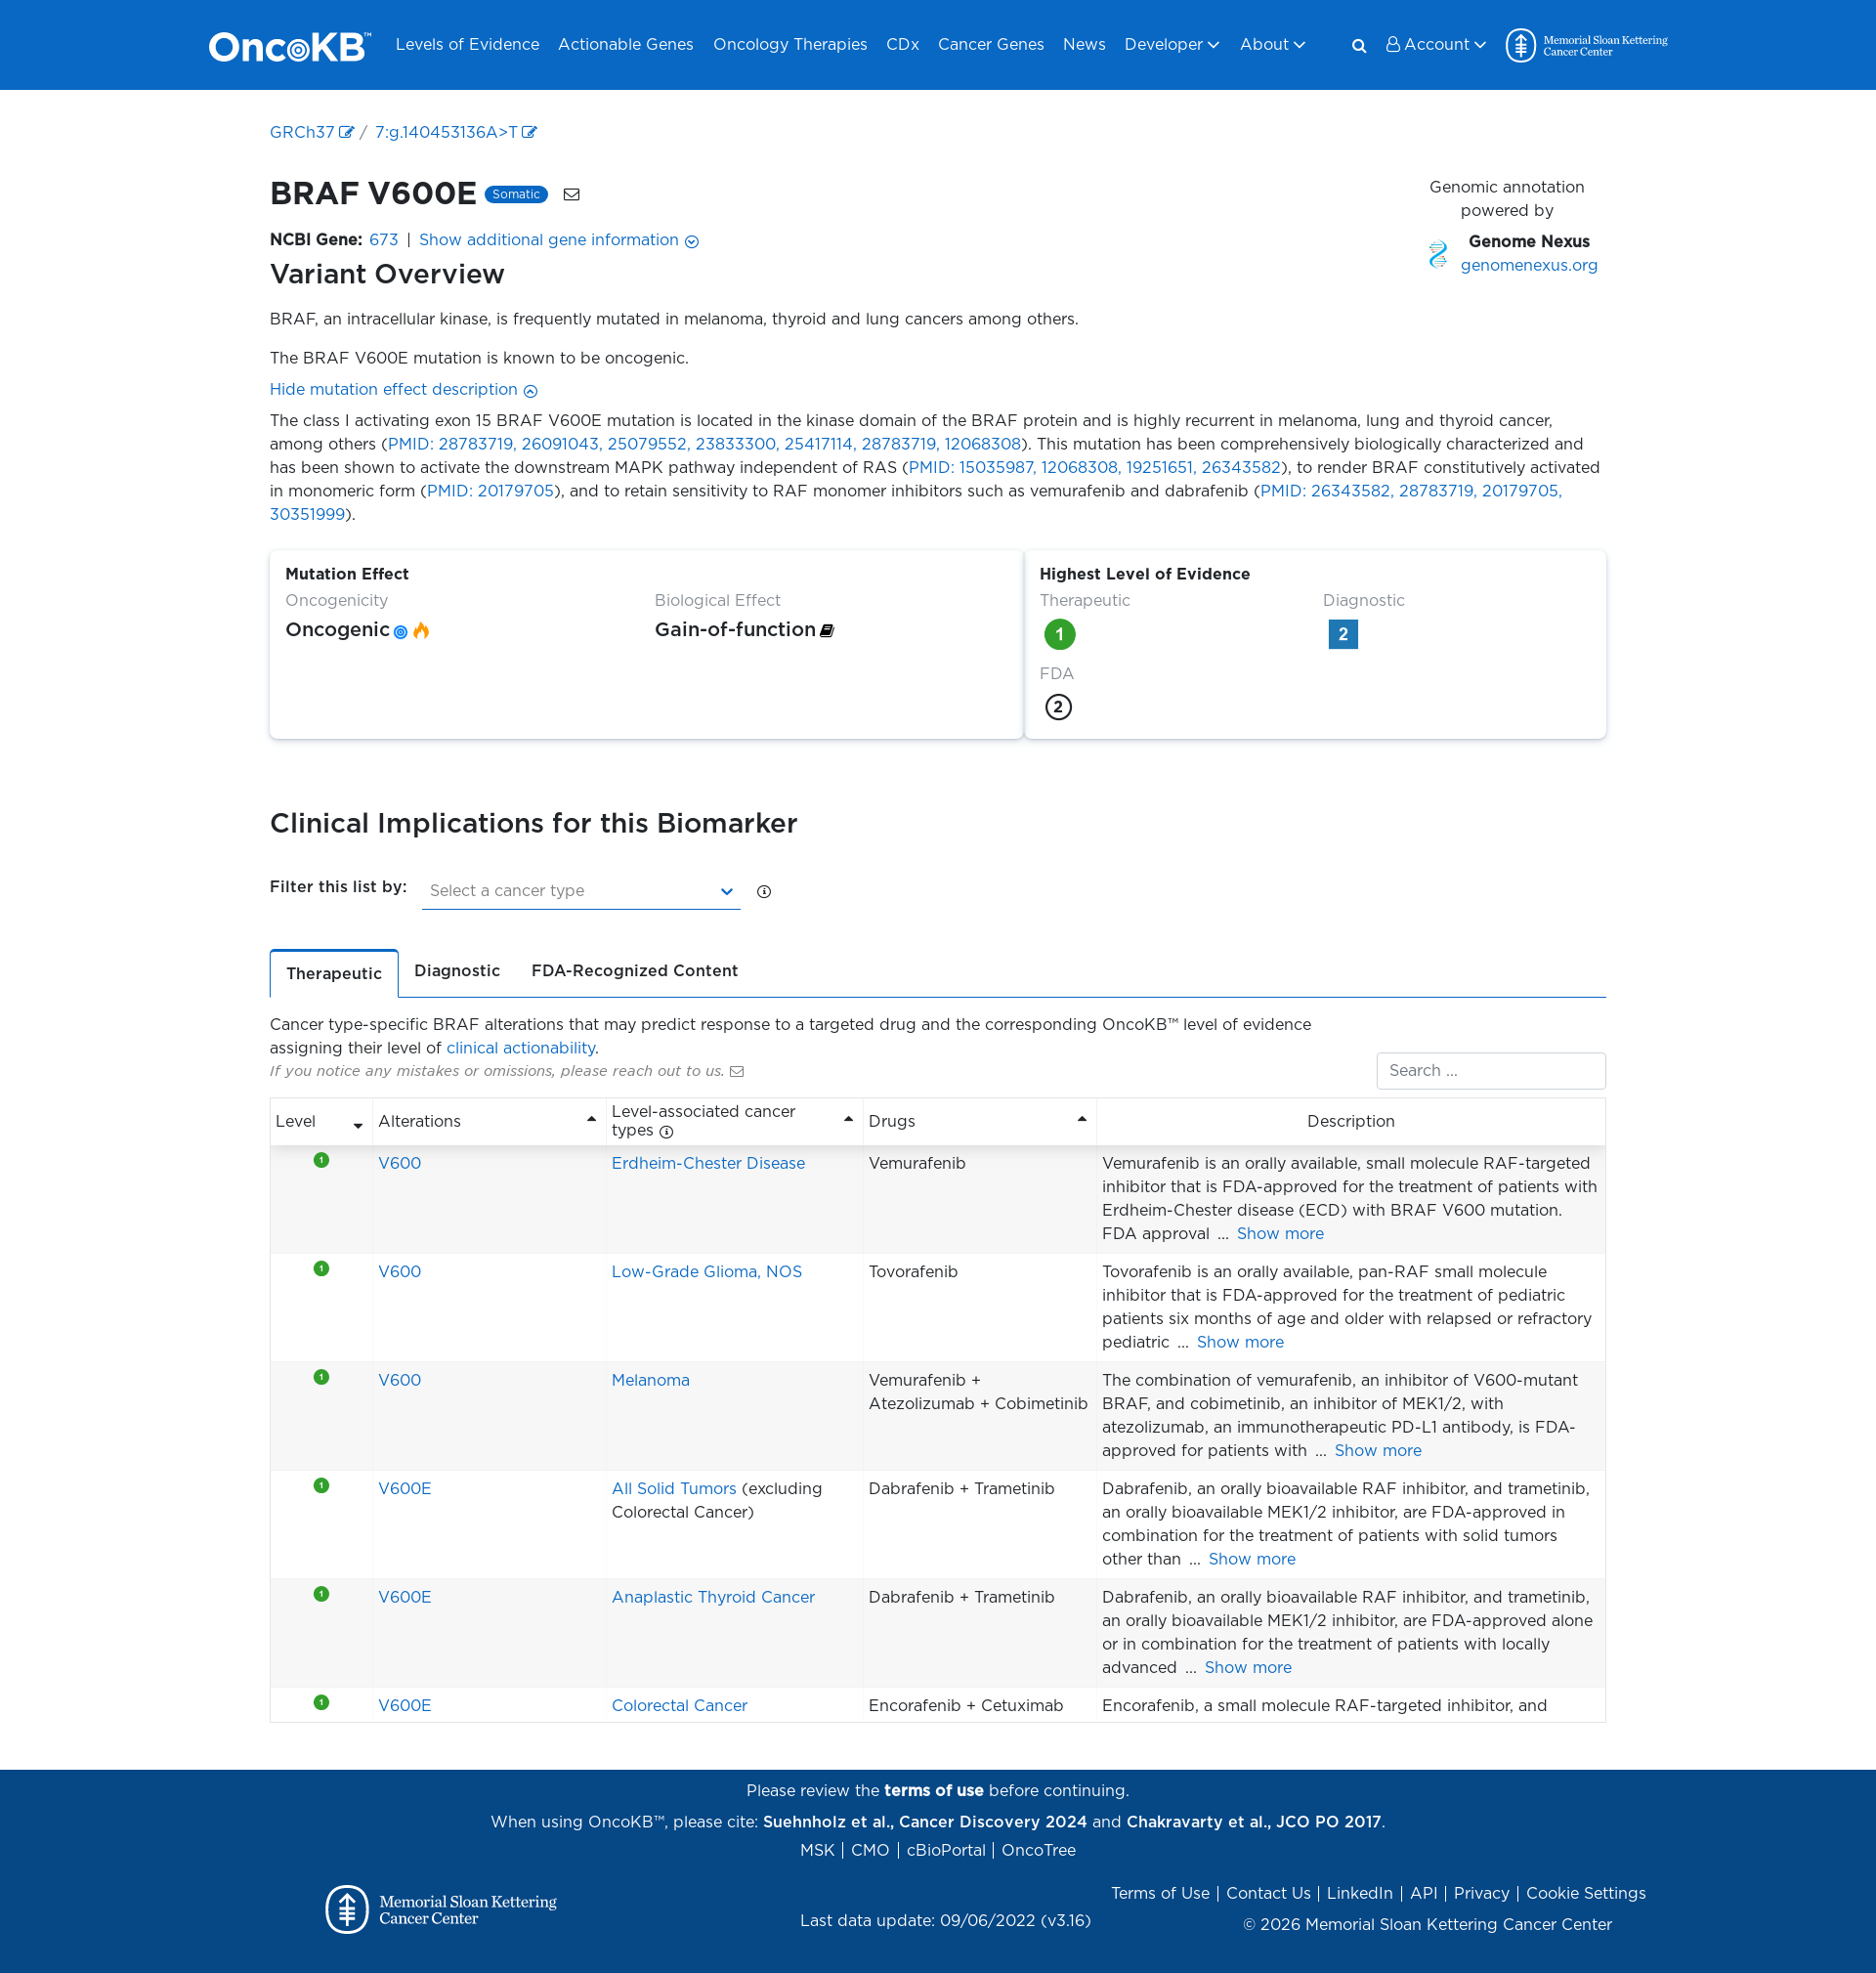 OncoKB™ Levels of Evidence Actionable Genes Oncology Therapies CDx Cancer Genes News Developer About Account Memorial Sloan Kettering
Cancer Center
GRCh37 / 7:g.140453136A>T
BRAF V600E Somatic
NCBI Gene: 673 | Show additional gene information
Genomic annotation
powered by
Genome Nexus
genomenexus.org
Variant Overview
BRAF, an intracellular kinase, is frequently mutated in melanoma, thyroid and lung cancers among others.
The BRAF V600E mutation is known to be oncogenic.
Hide mutation effect description
The class I activating exon 15 BRAF V600E mutation is located in the kinase domain of the BRAF protein and is highly recurrent in melanoma, lung and thyroid cancer,
among others (PMID: 28783719, 26091043, 25079552, 23833300, 25417114, 28783719, 12068308). This mutation has been comprehensively biologically characterized and
has been shown to activate the downstream MAPK pathway independent of RAS (PMID: 15035987, 12068308, 19251651, 26343582), to render BRAF constitutively activated
in monomeric form (PMID: 20179705), and to retain sensitivity to RAF monomer inhibitors such as vemurafenib and dabrafenib (PMID: 26343582, 28783719, 20179705,
30351999).
Mutation Effect
Oncogenicity Biological Effect
Oncogenic Gain-of-function
Highest Level of Evidence
Therapeutic Diagnostic
1 2
FDA
2
Clinical Implications for this Biomarker
Filter this list by: Select a cancer type
Therapeutic Diagnostic FDA-Recognized Content
Cancer type-specific BRAF alterations that may predict response to a targeted drug and the corresponding OncoKB™ level of evidence
assigning their level of clinical actionability.
If you notice any mistakes or omissions, please reach out to us.
Search ...
Level Alterations Level-associated cancer
types Drugs Description
1 V600 Erdheim-Chester Disease Vemurafenib Vemurafenib is an orally available, small molecule RAF-targeted
inhibitor that is FDA-approved for the treatment of patients with
Erdheim-Chester disease (ECD) with BRAF V600 mutation.
FDA approval ... Show more
1 V600 Low-Grade Glioma, NOS Tovorafenib Tovorafenib is an orally available, pan-RAF small molecule
inhibitor that is FDA-approved for the treatment of pediatric
patients six months of age and older with relapsed or refractory
pediatric ... Show more
1 V600 Melanoma Vemurafenib + The combination of vemurafenib, an inhibitor of V600-mutant
Atezolizumab + Cobimetinib BRAF, and cobimetinib, an inhibitor of MEK1/2, with
atezolizumab, an immunotherapeutic PD-L1 antibody, is FDA-
approved for patients with ... Show more
1 V600E All Solid Tumors (excluding Dabrafenib + Trametinib Dabrafenib, an orally bioavailable RAF inhibitor, and trametinib,
Colorectal Cancer) an orally bioavailable MEK1/2 inhibitor, are FDA-approved in
combination for the treatment of patients with solid tumors
other than ... Show more
1 V600E Anaplastic Thyroid Cancer Dabrafenib + Trametinib Dabrafenib, an orally bioavailable RAF inhibitor, and trametinib,
an orally bioavailable MEK1/2 inhibitor, are FDA-approved alone
or in combination for the treatment of patients with locally
advanced ... Show more
1 V600E Colorectal Cancer Encorafenib + Cetuximab Encorafenib, a small molecule RAF-targeted inhibitor, and
Please review the terms of use before continuing.
When using OncoKB™, please cite: Suehnholz et al., Cancer Discovery 2024 and Chakravarty et al., JCO PO 2017.
MSK | CMO | cBioPortal | OncoTree
Memorial Sloan Kettering
Cancer Center
Last data update: 09/06/2022 (v3.16)
Terms of Use | Contact Us | LinkedIn | API | Privacy | Cookie Settings
© 2026 Memorial Sloan Kettering Cancer Center